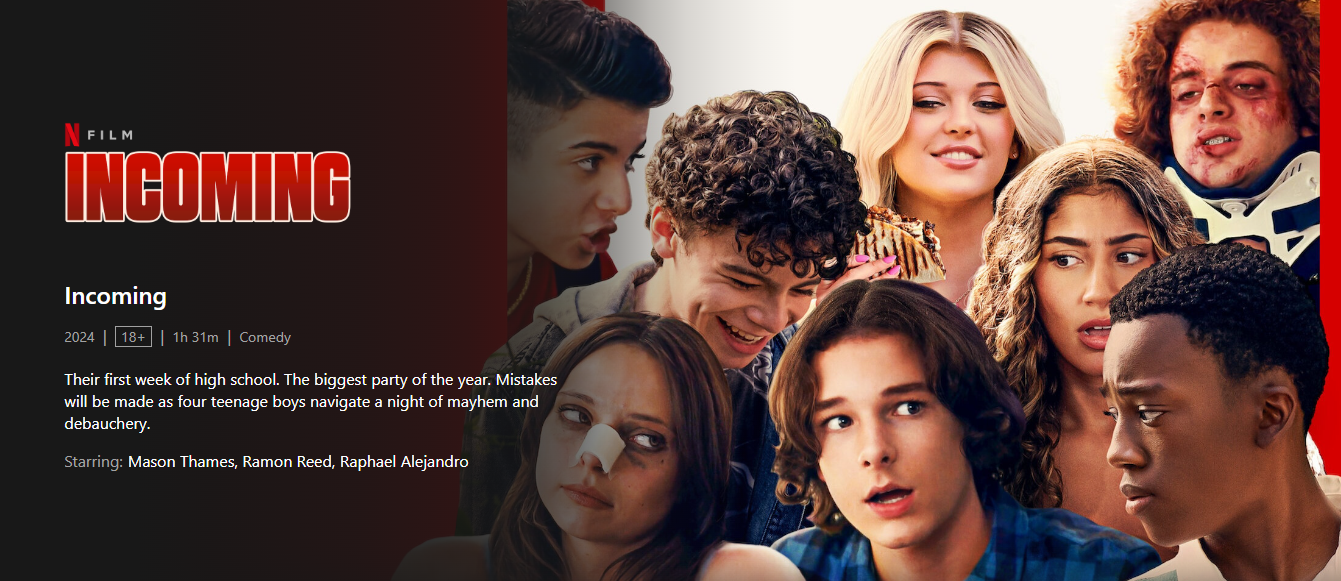 N FILM
INCOMING
Incoming
2024 | 18+ | 1h 31m | Comedy
Their first week of high school. The biggest party of the year. Mistakes
will be made as four teenage boys navigate a night of mayhem and
debauchery.
Starring: Mason Thames, Ramon Reed, Raphael Alejandro